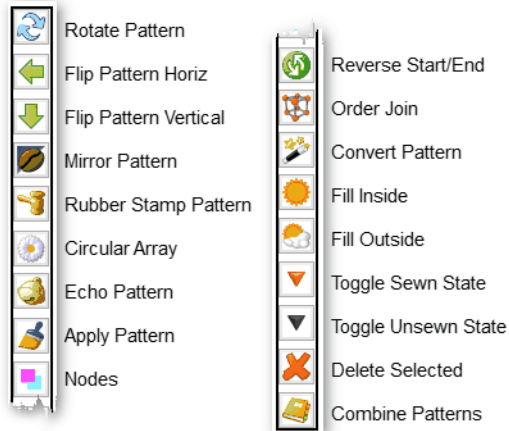 Rotate Pattern
Flip Pattern Horiz
Flip Pattern Vertical
Mirror Pattern
Rubber Stamp Pattern
Circular Array
Echo Pattern
Apply Pattern
Nodes
Reverse Start/End
Order Join
Convert Pattern
Fill Inside
Fill Outside
Toggle Sewn State
Toggle Unsewn State
Delete Selected
Combine Patterns